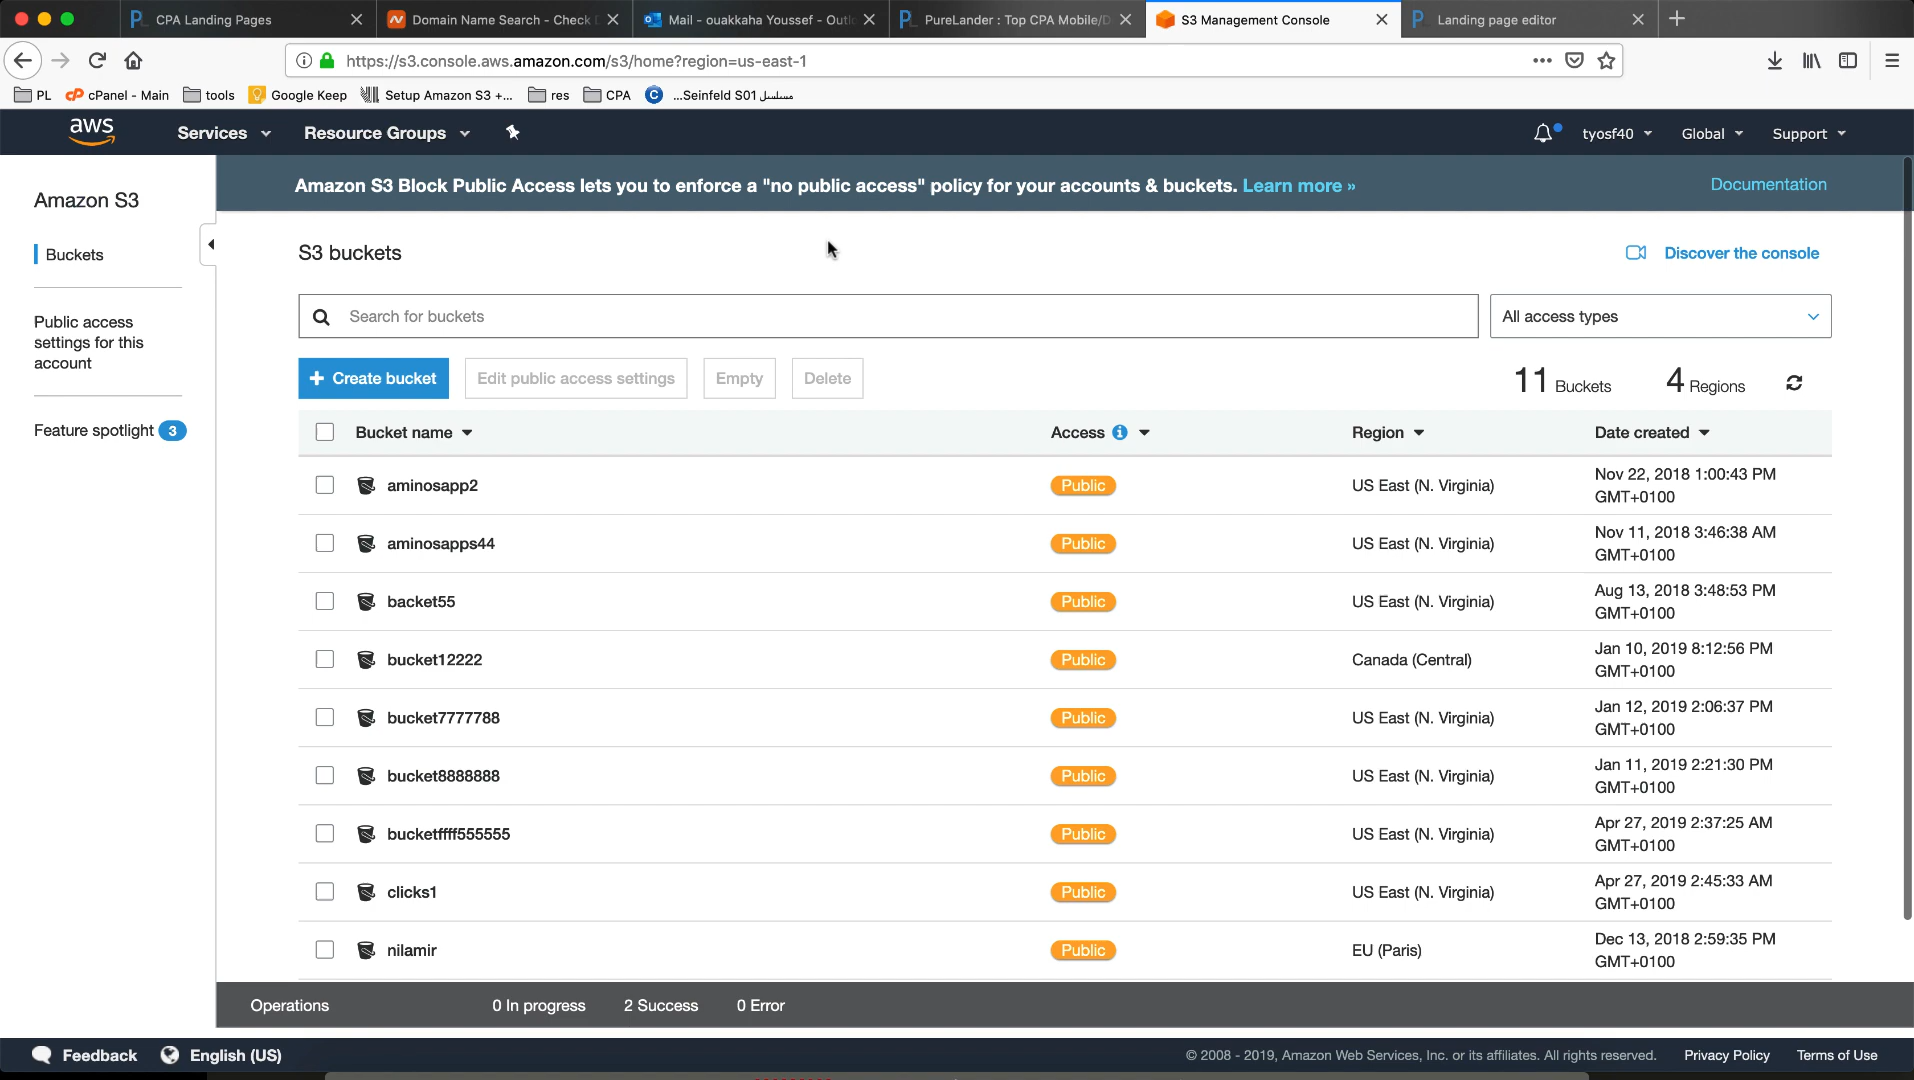 CPA Landing Pages
Domain Name Search - Check D
Mail - ouakkaha Youssef - Outlo
PureLander : Top CPA Mobile/D
S3 Management Console
Landing page editor
https://s3.console.aws.amazon.com/s3/home?region=us-east-1
PL
cPanel - Main
tools
Google Keep
Setup Amazon S3 +...
res
CPA
...Seinfeld S01 مسلسل
aws
Services
Resource Groups
tyosf40
Global
Support
Amazon S3
Amazon S3 Block Public Access lets you to enforce a "no public access" policy for your accounts & buckets. Learn more »
Documentation
Buckets
Public access
settings for this
account
Feature spotlight 3
S3 buckets
Discover the console
Search for buckets
All access types
+ Create bucket
Edit public access settings
Empty
Delete
11 Buckets
4 Regions
Bucket name
Access
Region
Date created
aminosapp2 Public US East (N. Virginia) Nov 22, 2018 1:00:43 PM
GMT+0100
aminosapps44 Public US East (N. Virginia) Nov 11, 2018 3:46:38 AM
GMT+0100
backet55 Public US East (N. Virginia) Aug 13, 2018 3:48:53 PM
GMT+0100
bucket12222 Public Canada (Central) Jan 10, 2019 8:12:56 PM
GMT+0100
bucket7777788 Public US East (N. Virginia) Jan 12, 2019 2:06:37 PM
GMT+0100
bucket8888888 Public US East (N. Virginia) Jan 11, 2019 2:21:30 PM
GMT+0100
bucketffff555555 Public US East (N. Virginia) Apr 27, 2019 2:37:25 AM
GMT+0100
clicks1 Public US East (N. Virginia) Apr 27, 2019 2:45:33 AM
GMT+0100
nilamir Public EU (Paris) Dec 13, 2018 2:59:35 PM
GMT+0100
Operations
0 In progress
2 Success
0 Error
Feedback
English (US)
© 2008 - 2019, Amazon Web Services, Inc. or its affiliates. All rights reserved.
Privacy Policy
Terms of Use